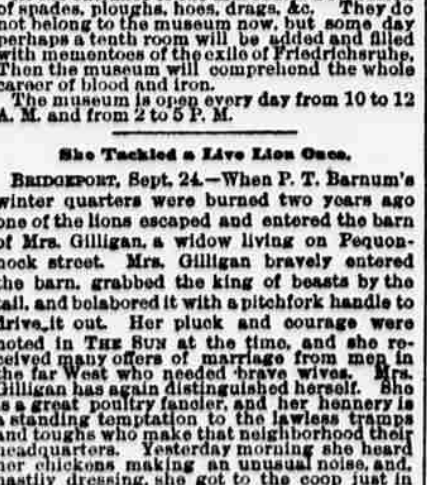 of spades, ploughs, hoes, drags, &c. They do
not belong to the museum now, but some day
perhaps a tenth room will be added and filled
with mementoes of the exile of Friedrichsruhe.
Then the museum will comprehend the whole
career of blood and iron.
The museum is open every day from 10 to 12
A. M. and from 2 to 5 P. M.
She Tackled a Live Lion Once.
BRIDGEPORT, Sept. 24.—When P. T. Barnum's
winter quarters were burned two years ago
one of the lions escaped and entered the barn
of Mrs. Gilligan, a widow living on Pequon-
nock street. Mrs. Gilligan bravely entered
the barn, grabbed the king of beasts by the
tail, and belabored it with a pitchfork handle to
drive it out. Her pluck and courage were
noted in THE SUN at the time, and she re-
ceived many offers of marriage from men in
the far West who needed brave wives. Mrs.
Gilligan has again distinguished herself. She
is a great poultry fancier, and her hennery is
a standing temptation to the lawless tramps
and toughs who make that neighborhood their
headquarters. Yesterday morning she heard
her chickens making an unusual noise, and,
hastily dressing, she got to the coop just in